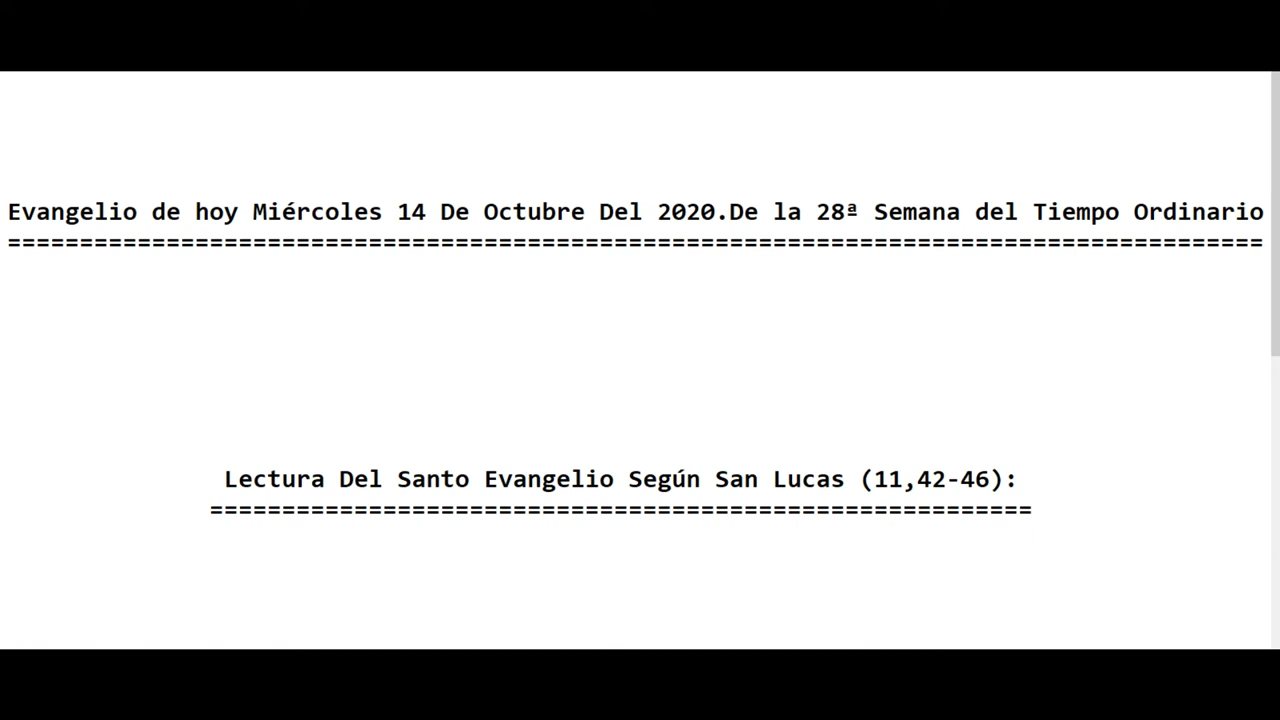 Evangelio de hoy Miércoles 14 De Octubre Del 2020.De la 28ª Semana del Tiempo Ordinario
=======================================================================================
Lectura Del Santo Evangelio Según San Lucas (11,42-46):
=========================================================